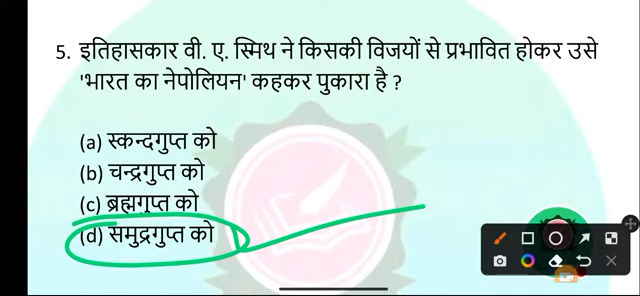 5. इतिहासकार वी. ए. स्मिथ ने किसकी विजयों से प्रभावित होकर उसे
'भारत का नेपोलियन' कहकर पुकारा है ?
(a) स्कन्दगुप्त को
(b) चन्द्रगुप्त को
(c) ब्रह्मगुप्त को
(d) समुद्रगुप्त को